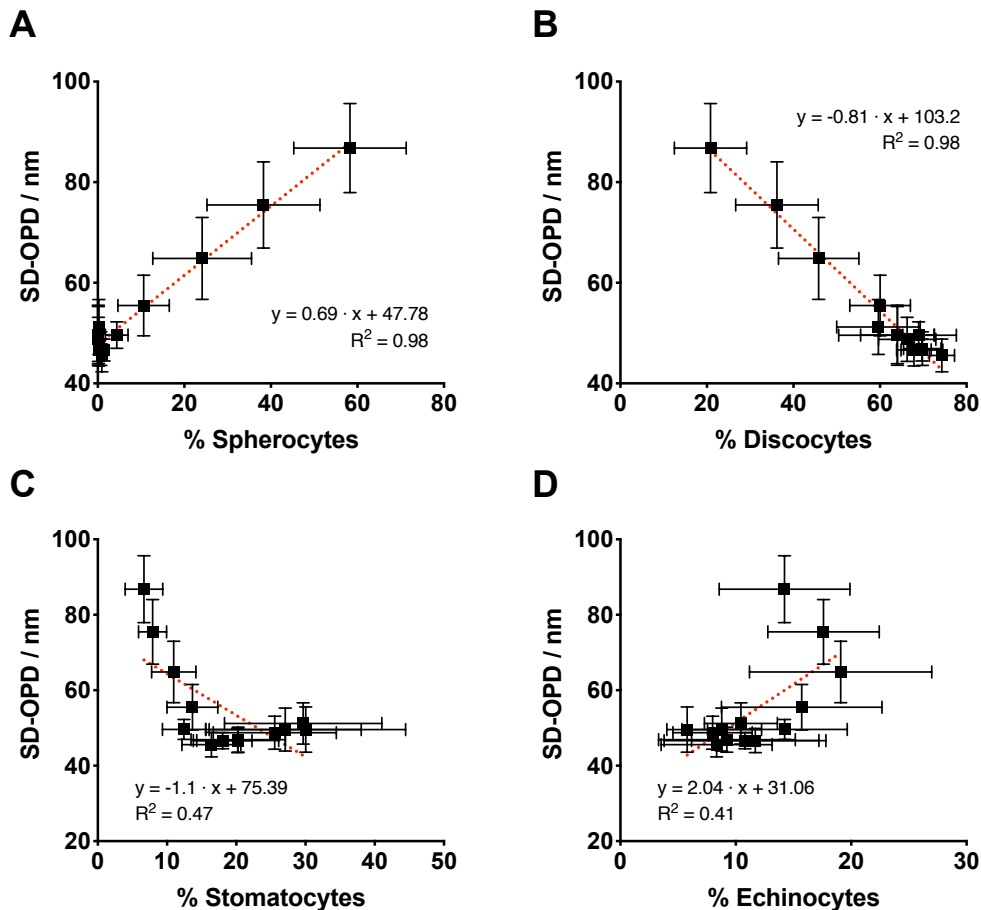 A
SD-OPD / nm
100
80
60
40
0
20
40
60
80
y = 0.69 · x + 47.78
R² = 0.98
% Spherocytes
B
SD-OPD / nm
100
80
60
40
0
20
40
60
80
y = -0.81 · x + 103.2
R² = 0.98
% Discocytes
C
SD-OPD / nm
100
80
60
40
20
0
10
20
30
40
50
y = -1.1 · x + 75.39
R² = 0.47
% Stomatocytes
D
SD-OPD / nm
100
80
60
40
20
0
10
20
30
y = 2.04 · x + 31.06
R² = 0.41
% Echinocytes